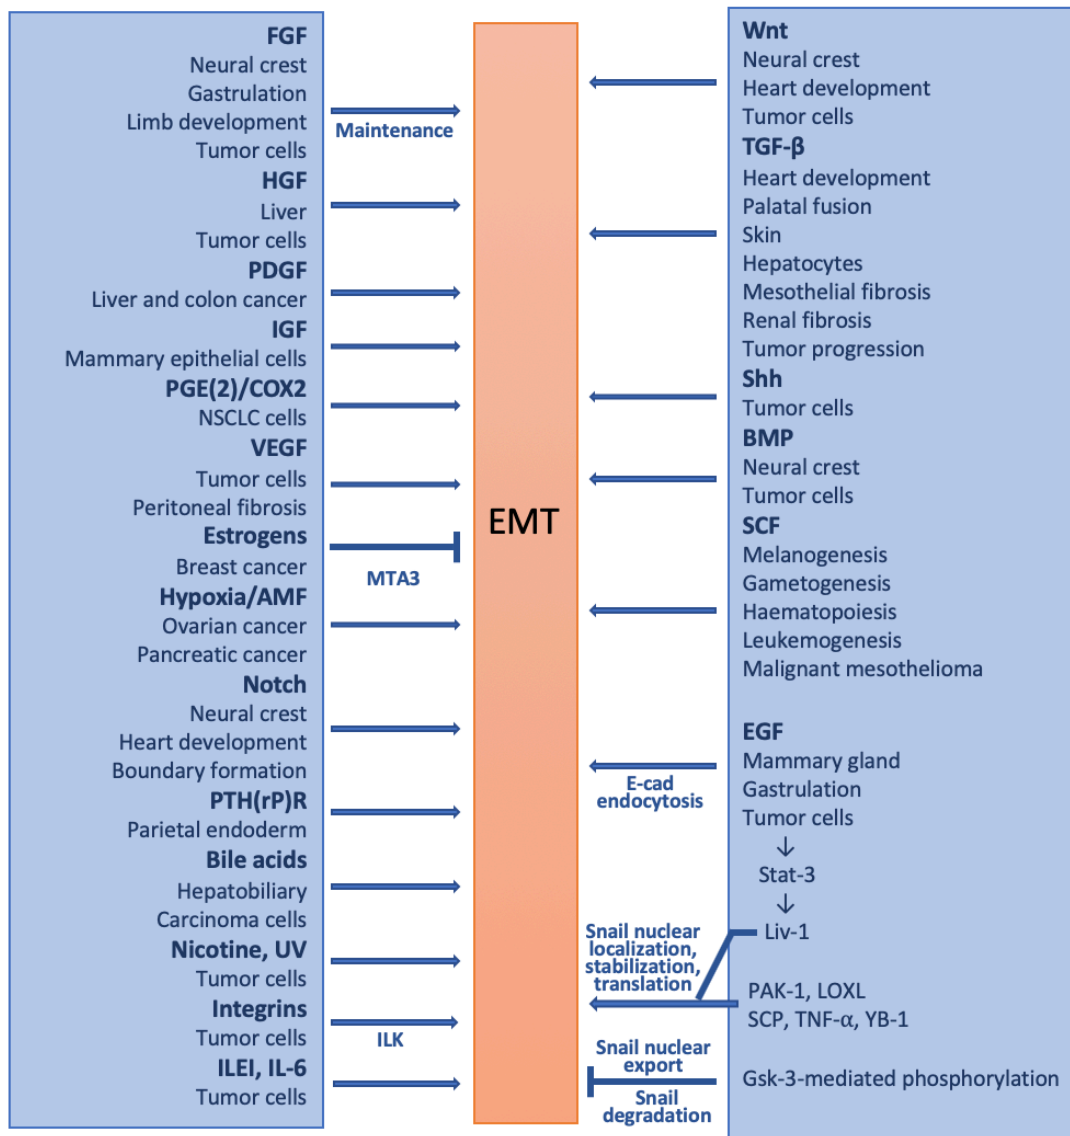 FGF
Neural crest
Gastrulation
Limb development
Tumor cells
HGF
Liver
Tumor cells
PDGF
Liver and colon cancer
IGF
Mammary epithelial cells
PGE(2)/COX2
NSCLC cells
VEGF
Tumor cells
Peritoneal fibrosis
Estrogens
Breast cancer
Hypoxia/AMF
Ovarian cancer
Pancreatic cancer
Notch
Neural crest
Heart development
Boundary formation
PTH(rP)R
Parietal endoderm
Bile acids
Hepatobiliary
Carcinoma cells
Nicotine, UV
Tumor cells
Integrins
Tumor cells
ILEI, IL-6
Tumor cells
Maintenance
MTA3
ILK
EMT
E-cad
endocytosis
Snail nuclear
localization,
stabilization,
translation
Snail nuclear
export
Snail
degradation
Wnt
Neural crest
Heart development
Tumor cells
TGF-β
Heart development
Palatal fusion
Skin
Hepatocytes
Mesothelial fibrosis
Renal fibrosis
Tumor progression
Shh
Tumor cells
BMP
Neural crest
Tumor cells
SCF
Melanogenesis
Gametogenesis
Haematopoiesis
Leukemogenesis
Malignant mesothelioma
EGF
Mammary gland
Gastrulation
Tumor cells
↓
Stat-3
↓
Liv-1
PAK-1, LOXL
SCP, TNF-α, YB-1
Gsk-3-mediated phosphorylation